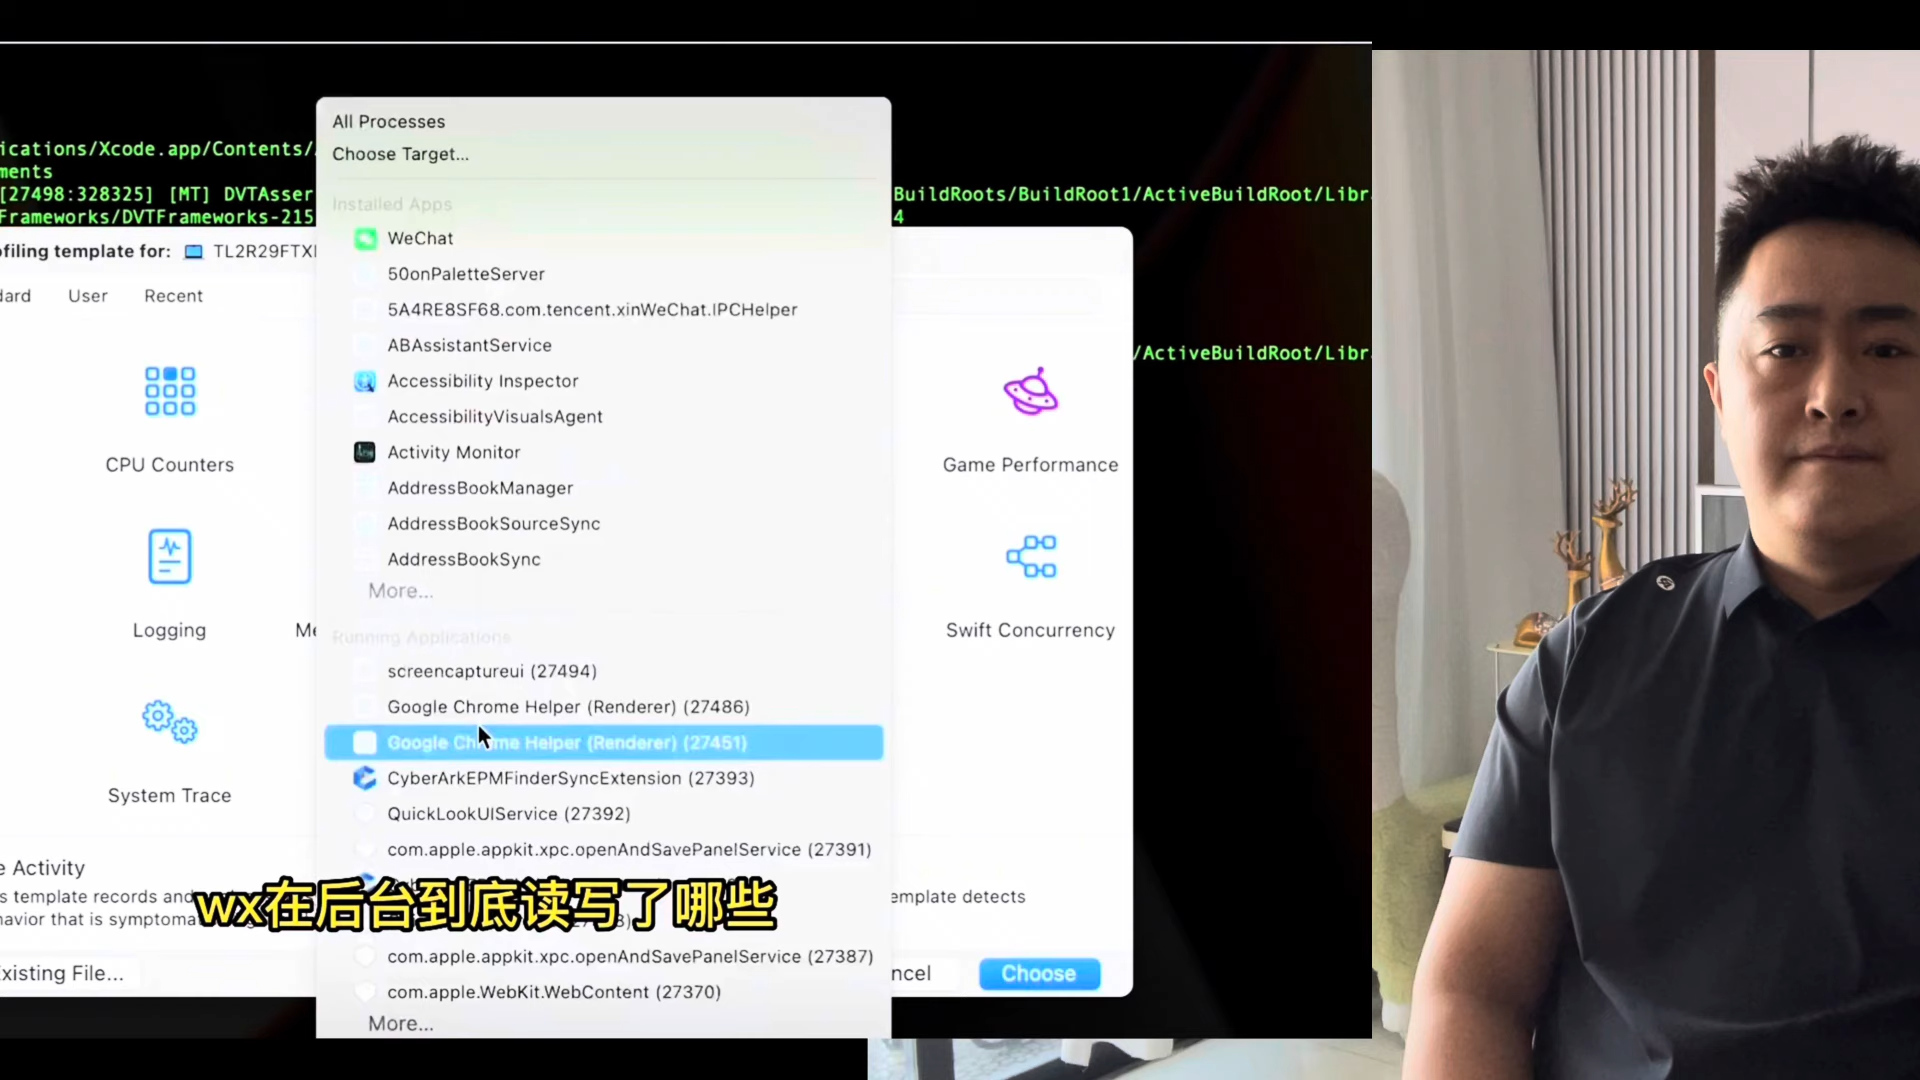 ications/Xcode.app/Contents/
ments
[27498:328325] [MT] DVTAsser
BuildRoots/BuildRoot1/ActiveBuildRoot/Libr
Frameworks/DVTFrameworks-215
4
filing template for: TL2R29FTX
dard User Recent
/ActiveBuildRoot/Libr
All Processes
Choose Target...
Installed Apps
WeChat
50onPaletteServer
5A4RE8SF68.com.tencent.xinWeChat.IPCHelper
ABAssistantService
Accessibility Inspector
AccessibilityVisualsAgent
Activity Monitor
AddressBookManager
AddressBookSourceSync
AddressBookSync
More...
Running Applications
screencaptureui (27494)
Google Chrome Helper (Renderer) (27486)
Google Chrome Helper (Renderer) (27451)
CyberArkEPMFinderSyncExtension (27393)
QuickLookUIService (27392)
com.apple.appkit.xpc.openAndSavePanelService (27391)
com.apple.appkit.xpc.openAndSavePanelService (27387)
com.apple.WebKit.WebContent (27370)
More...
CPU Counters
Game Performance
Logging
Me
Swift Concurrency
System Trace
e Activity
s template records and
emplate detects
havior that is symptoma
wx在后台到底读写了哪些
xisting File...
ncel
Choose